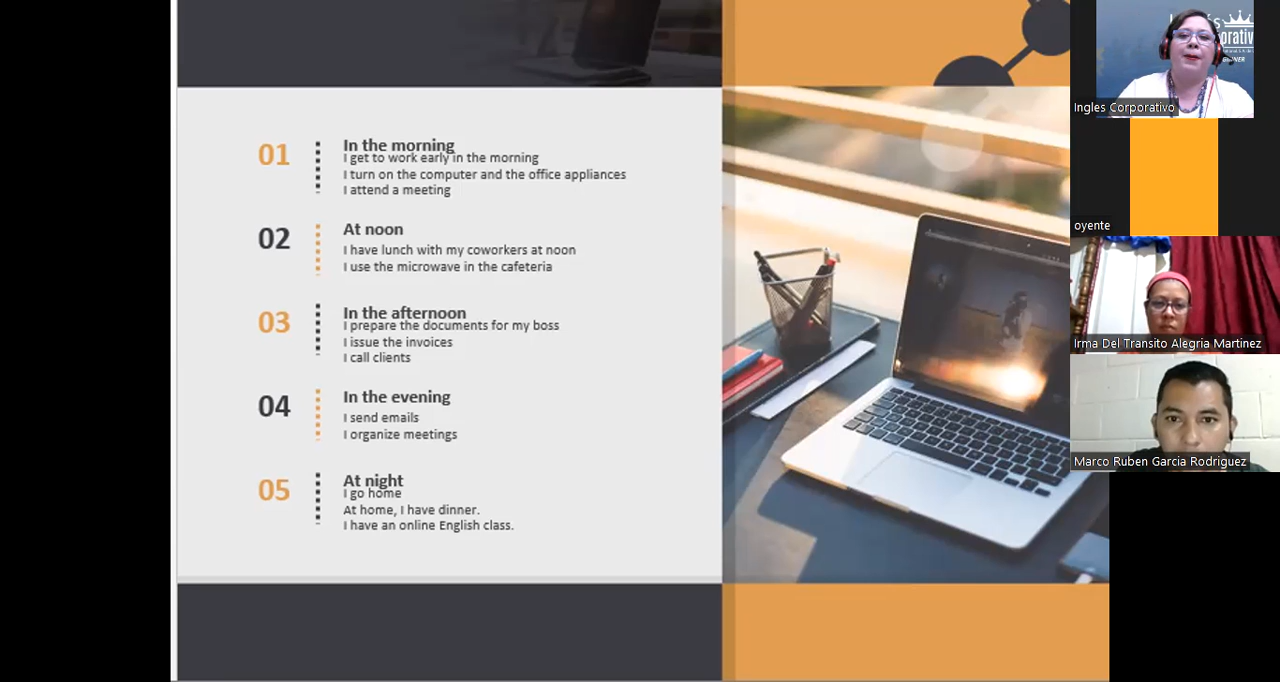 01
In the morning
I get to work early in the morning
I turn on the computer and the office appliances
I attend a meeting
02
At noon
I have lunch with my coworkers at noon
I use the microwave in the cafeteria
03
In the afternoon
I prepare the documents for my boss
I issue the invoices
I call clients
04
In the evening
I send emails
I organize meetings
05
At night
I go home
At home, I have dinner.
I have an online English class.
Ingles Corporativo
oyente
Irma Del Transito Alegria Martinez
Marco Ruben Garcia Rodriguez